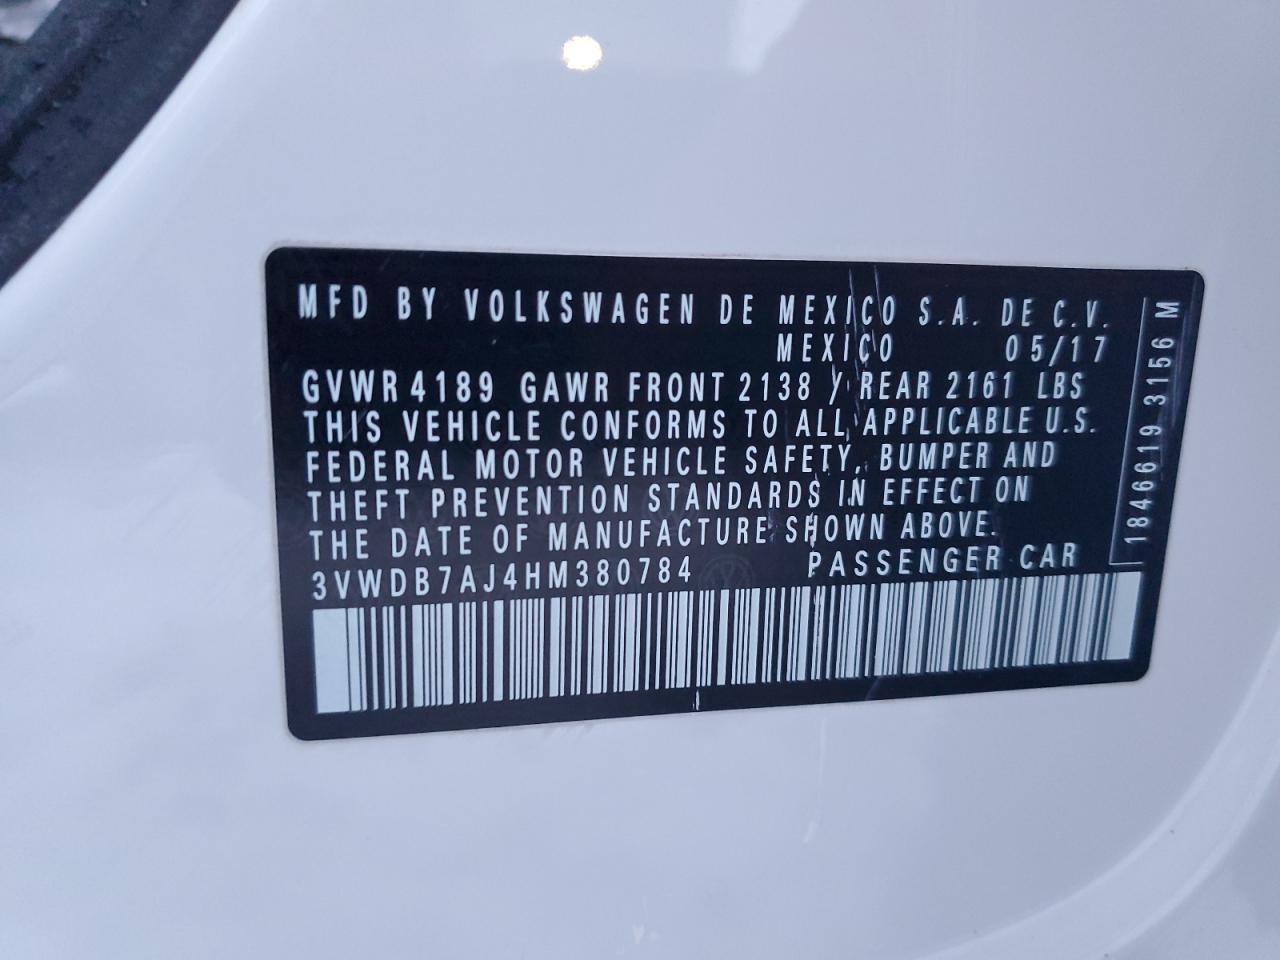 MFD BY VOLKSWAGEN DE MEXICO S.A. DE C.V.
MEXICO 05/17
GVWR 4189 GAWR FRONT 2138 / REAR 2161 LBS
THIS VEHICLE CONFORMS TO ALL APPLICABLE U.S.
FEDERAL MOTOR VEHICLE SAFETY, BUMPER AND
THEFT PREVENTION STANDARDS IN EFFECT ON
THE DATE OF MANUFACTURE SHOWN ABOVE.
3VWDB7AJ4HM380784 PASSENGER CAR
1846619 3156 M